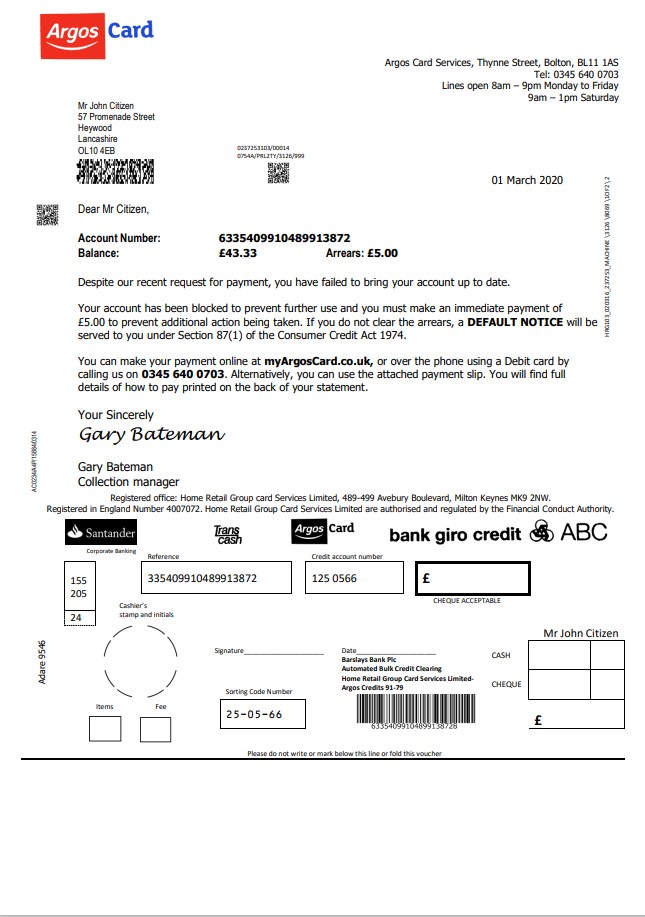 Argos Card
Argos Card Services, Thynne Street, Bolton, BL11 1AS
Tel: 0345 640 0703
Lines open 8am – 9pm Monday to Friday
9am – 1pm Saturday
Mr John Citizen
57 Promenade Street
Heywood
Lancashire
OL10 4EB
0237253103/00014
0754A/PRL2TY/3126/999
01 March 2020
HRG103_020316_237253_MACHINE \3126 \8069 \1OF2\ 2
Dear Mr Citizen,
Account Number: 6335409910489913872
Balance: £43.33 Arrears: £5.00
Despite our recent request for payment, you have failed to bring your account up to date.
Your account has been blocked to prevent further use and you must make an immediate payment of
£5.00 to prevent additional action being taken. If you do not clear the arrears, a DEFAULT NOTICE will be
served to you under Section 87(1) of the Consumer Credit Act 1974.
You can make your payment online at myArgosCard.co.uk, or over the phone using a Debit card by
calling us on 0345 640 0703. Alternatively, you can use the attached payment slip. You will find full
details of how to pay printed on the back of your statement.
Your Sincerely
Gary Bateman
Gary Bateman
Collection manager
Registered office: Home Retail Group card Services Limited, 489-499 Avebury Boulevard, Milton Keynes MK9 2NW.
Registered in England Number 4007072. Home Retail Group Card Services Limited are authorised and regulated by the Financial Conduct Authority.
Santander
Corporate Banking
Trans cash
Argos Card
bank giro credit
ABC
Reference
Credit account number
155
205
24
335409910489913872
125 0566
£
CHEQUE ACCEPTABLE
Cashier's
stamp and initials
Adare 9546
Mr John Citizen
Signature
Date
Barslays Bank Plc
Automated Bulk Credit Clearing
Home Retail Group Card Services Limited-
Argos Credits 91-79
CASH
CHEQUE
Sorting Code Number
25-05-66
Items
Fee
£
Please do not write or mark below this line or fold this voucher